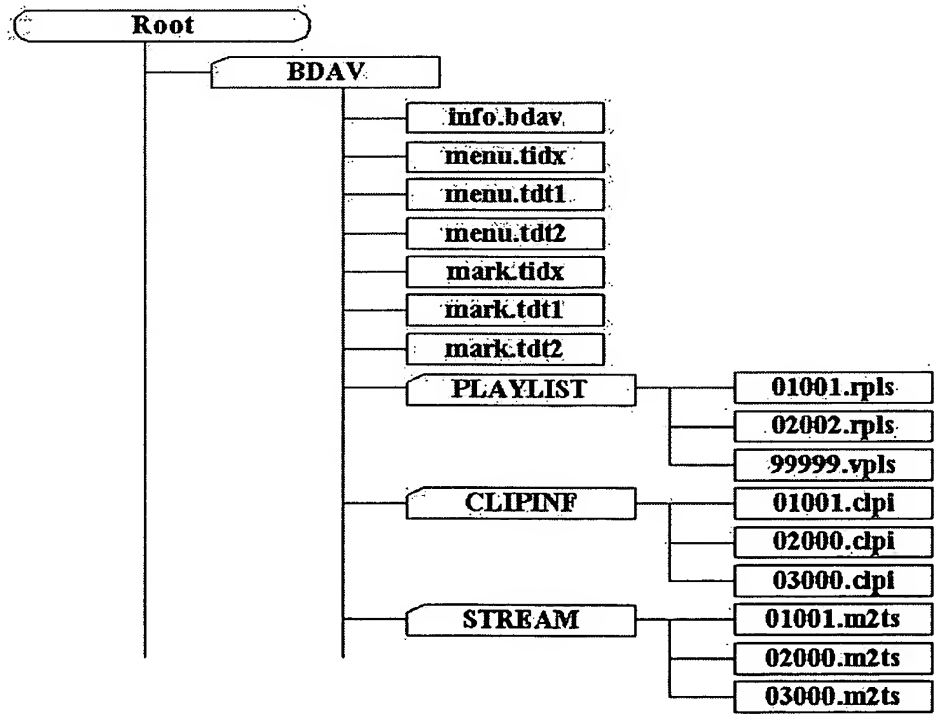 Root
BDAV
info.bdav
menu.tidx
menu.tdt1
menu.tdt2
mark.tidx
mark.tdt1
mark.tdt2
PLAYLIST
01001.rpls
02002.rpls
99999.vpls
CLIPINF
01001.clpi
02000.clpi
03000.clpi
STREAM
01001.m2ts
02000.m2ts
03000.m2ts